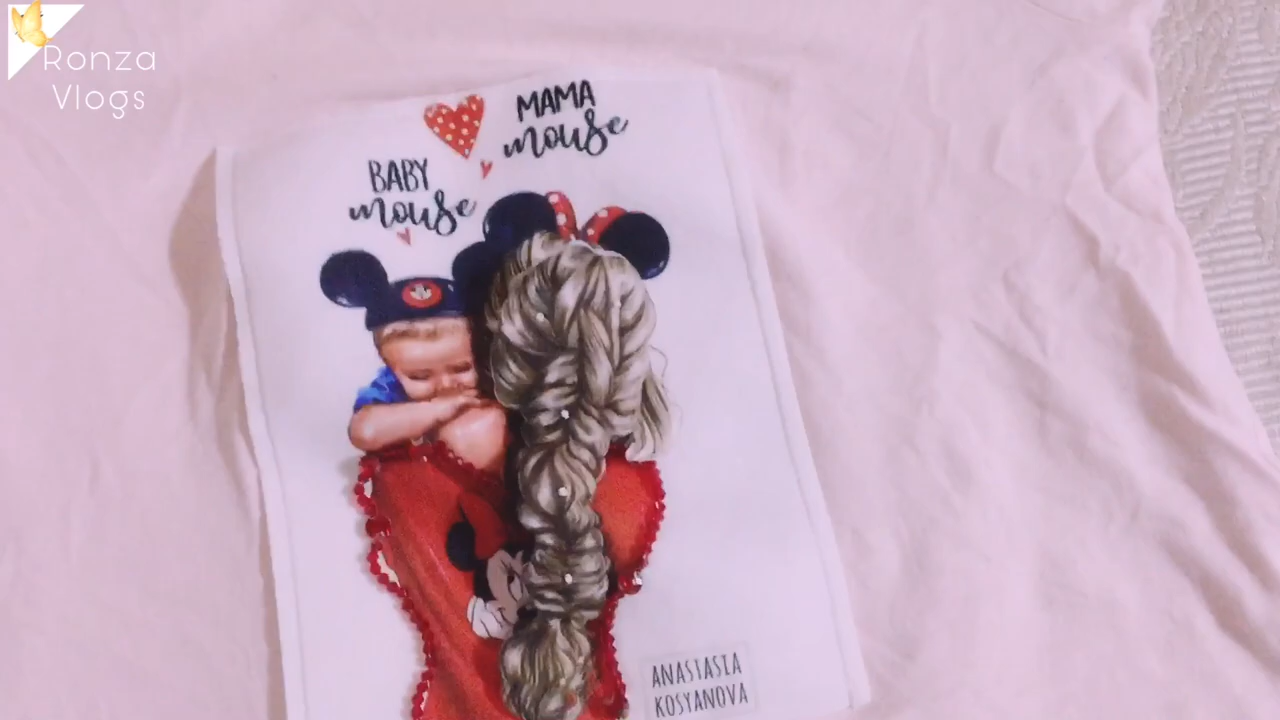 Ronza
Vlogs
MAMA
mouse
BABY
mouse
ANASTASIA
KOSYANOVA